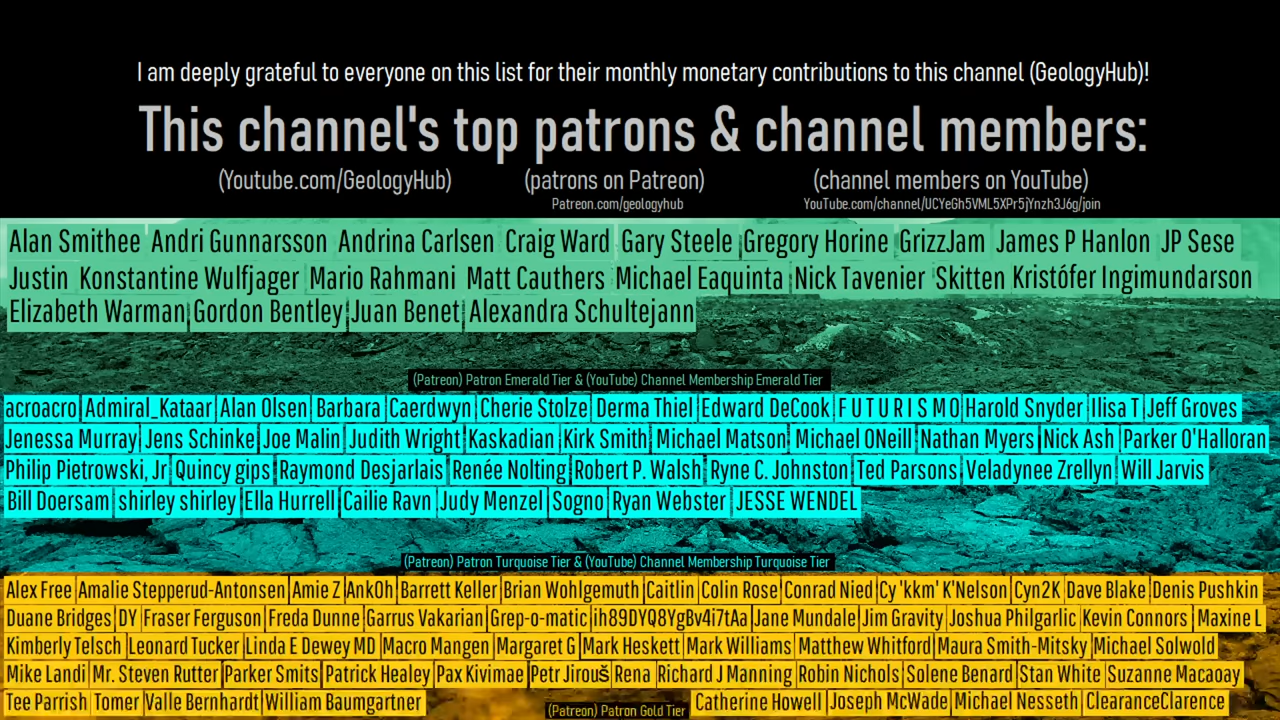 I am deeply grateful to everyone on this list for their monthly monetary contributions to this channel (GeologyHub)!
This channel's top patrons & channel members:
(Youtube.com/GeologyHub) (patrons on Patreon) (channel members on YouTube)
Patreon.com/geologyhub YouTube.com/channel/UCYeGh5VML5XPr5jYnzh3J6g/join
Alan Smithee Andri Gunnarsson Andrina Carlsen Craig Ward Gary Steele Gregory Horine GrizzJam James P Hanlon JP Sese
Justin Konstantine Wulfjager Mario Rahmani Matt Cauthers Michael Eaquinta Nick Tavenier Skitten Kristófer Ingimundarson
Elizabeth Warman Gordon Bentley Juan Benet Alexandra Schultejann
(Patreon) Patron Emerald Tier & (YouTube) Channel Membership Emerald Tier
acroacro Admiral_Kataar Alan Olsen Barbara Caerdwyn Cherie Stolze Derma Thiel Edward DeCook F U T U R I S M O Harold Snyder Ilisa T Jeff Groves
Jenessa Murray Jens Schinke Joe Malin Judith Wright Kaskadian Kirk Smith Michael Matson Michael ONeill Nathan Myers Nick Ash Parker O'Halloran
Philip Pietrowski, Jr Quincy gips Raymond Desjarlais Renée Nolting Robert P. Walsh Ryne C. Johnston Ted Parsons Veladynee Zrellyn Will Jarvis
Bill Doersam shirley shirley Ella Hurrell Cailie Ravn Judy Menzel Sogno Ryan Webster JESSE WENDEL
(Patreon) Patron Turquoise Tier & (YouTube) Channel Membership Turquoise Tier
Alex Free Amalie Stepperud-Antonsen Amie Z AnkOh Barrett Keller Brian Wohlgemuth Caitlin Colin Rose Conrad Nied Cy 'kkm' K'Nelson Cyn2K Dave Blake Denis Pushkin
Duane Bridges DY Fraser Ferguson Freda Dunne Garrus Vakarian Grep-o-matic ih89DYQ8YgBv4i7tAa Jane Mundale Jim Gravity Joshua Philgarlic Kevin Connors Maxine L
Kimberly Telsch Leonard Tucker Linda E Dewey MD Macro Mangen Margaret G Mark Heskett Mark Williams Matthew Whitford Maura Smith-Mitsky Michael Solwold
Mike Landi Mr. Steven Rutter Parker Smits Patrick Healey Pax Kivimae Petr Jirouš Rena Richard J Manning Robin Nichols Solene Benard Stan White Suzanne Macaoay
Tee Parrish Tomer Valle Bernhardt William Baumgartner (Patreon) Patron Gold Tier Catherine Howell Joseph McWade Michael Nesseth ClearanceClarence